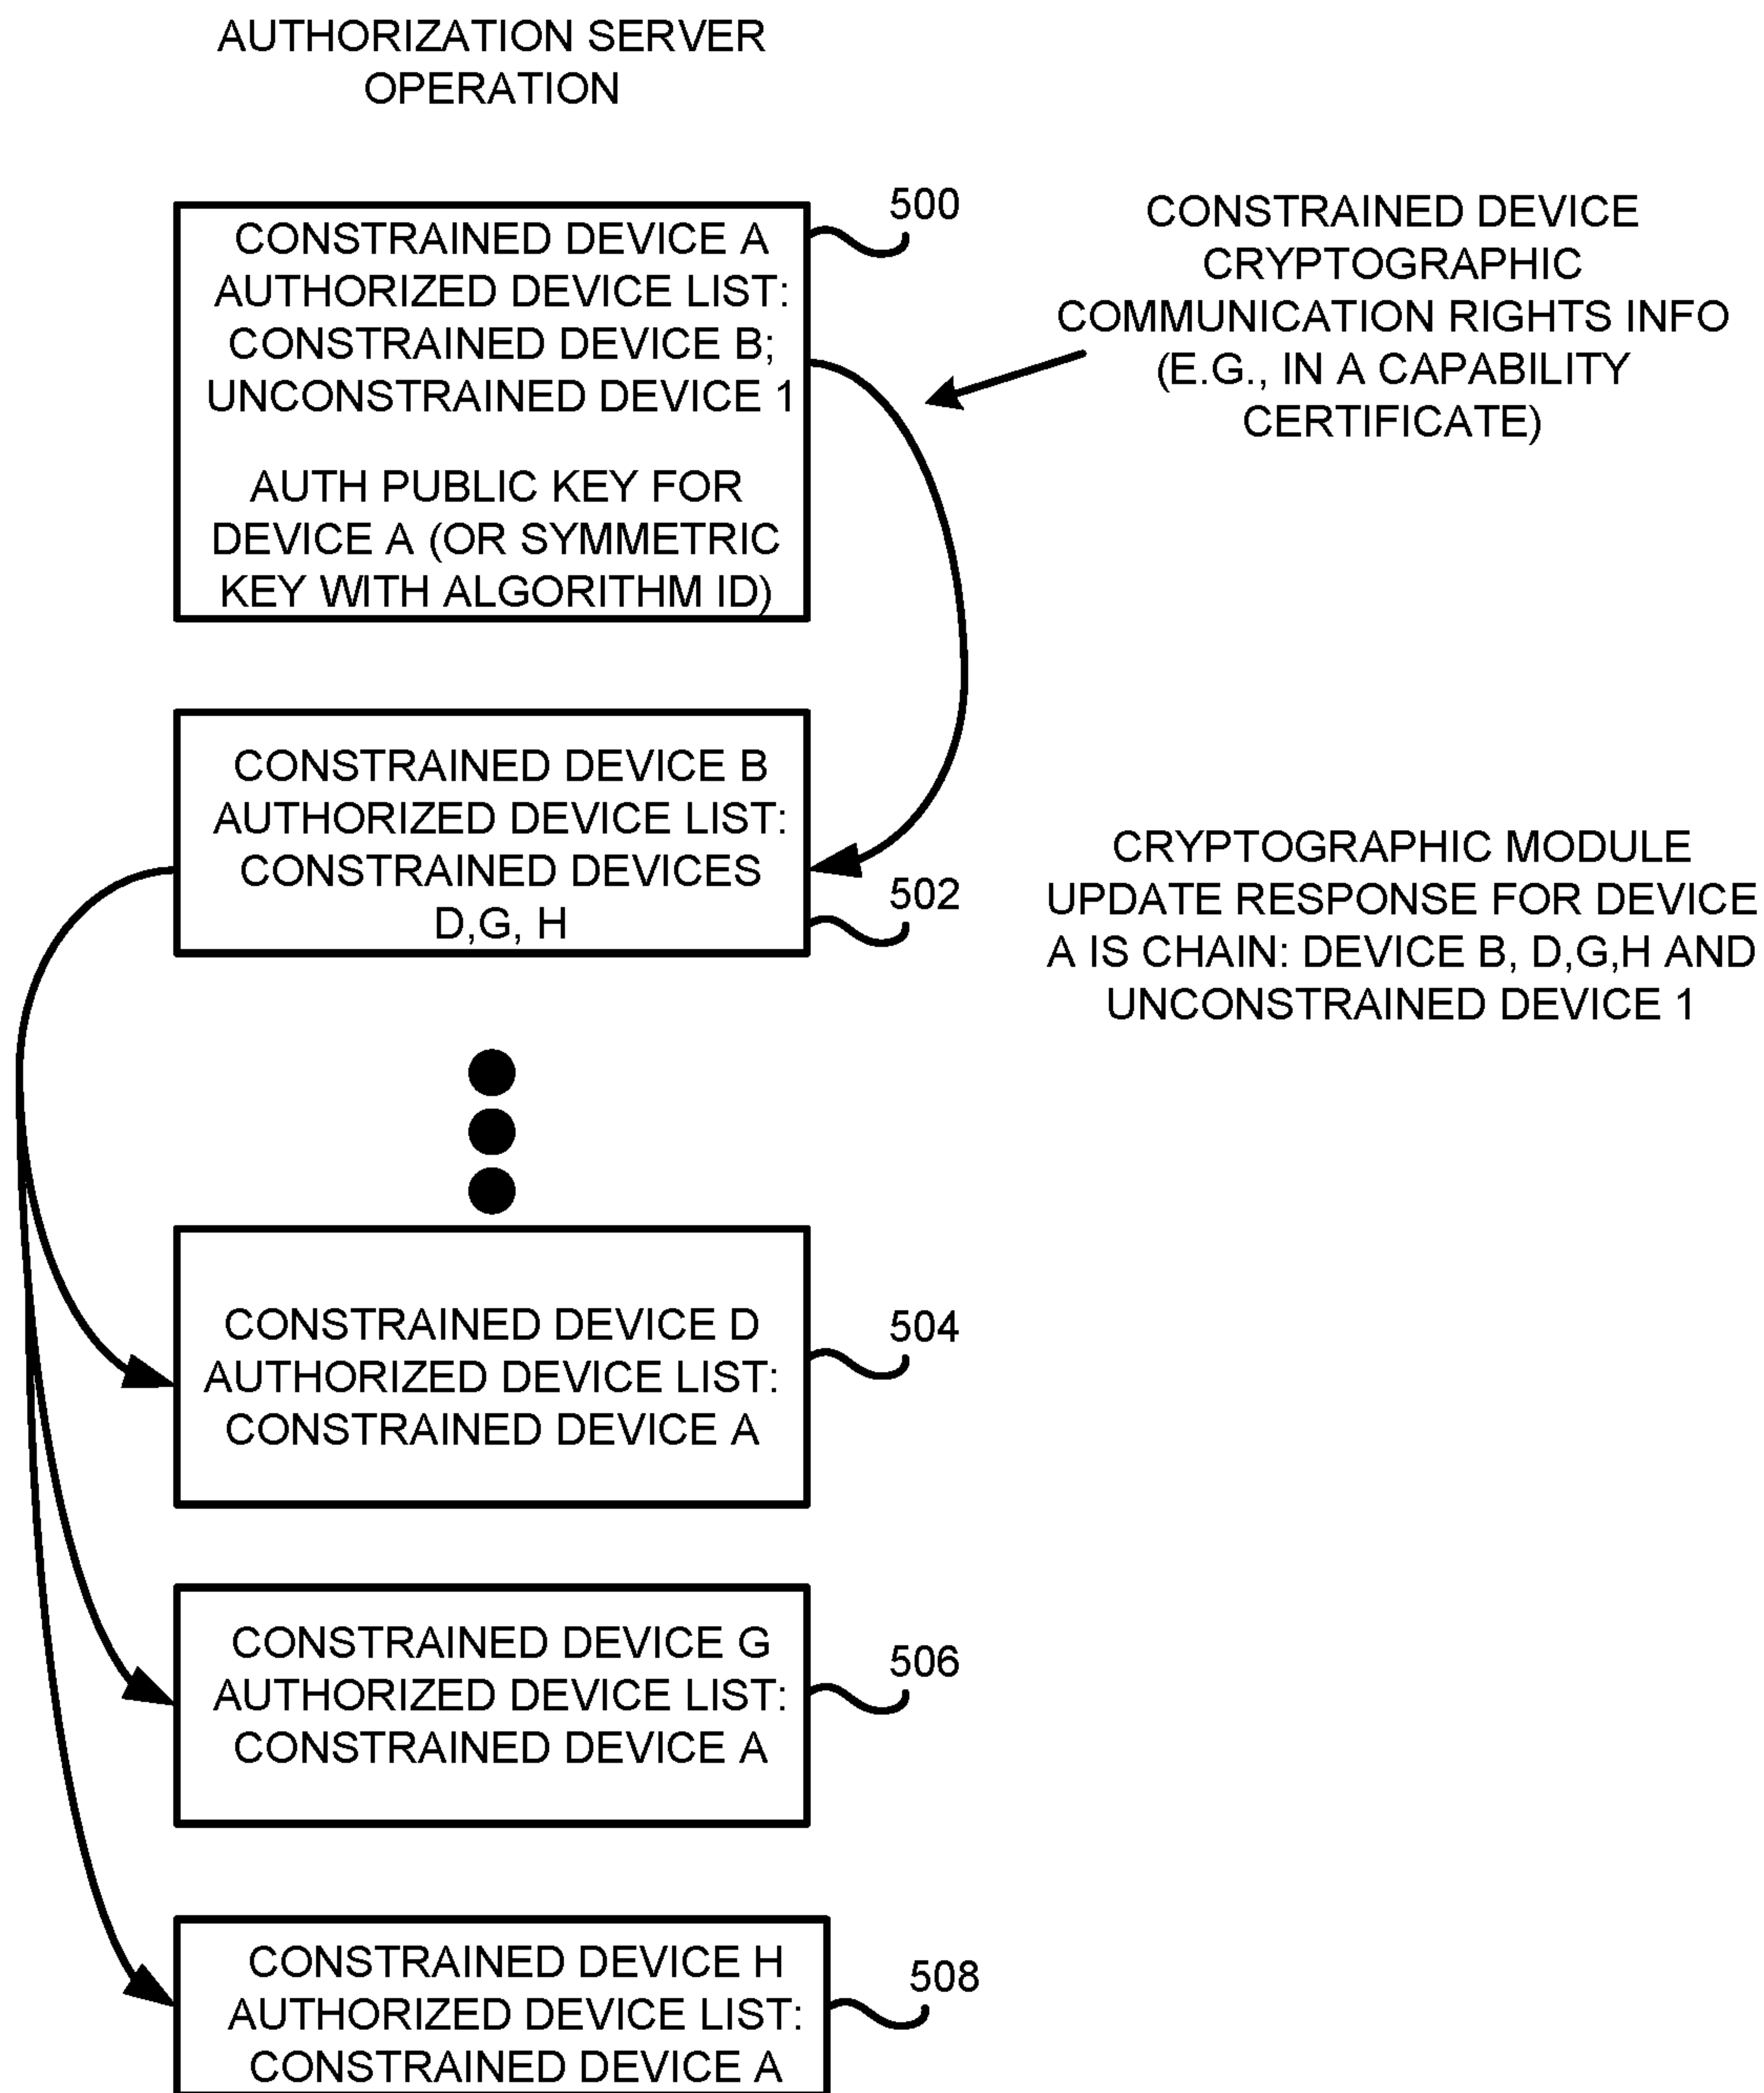 AUTHORIZATION SERVER
OPERATION
CONSTRAINED DEVICE A
AUTHORIZED DEVICE LIST:
CONSTRAINED DEVICE B;
UNCONSTRAINED DEVICE 1
AUTH PUBLIC KEY FOR
DEVICE A (OR SYMMETRIC
KEY WITH ALGORITHM ID)
500
CONSTRAINED DEVICE
CRYPTOGRAPHIC
COMMUNICATION RIGHTS INFO
(E.G., IN A CAPABILITY
CERTIFICATE)
CONSTRAINED DEVICE B
AUTHORIZED DEVICE LIST:
CONSTRAINED DEVICES
D,G, H
502
CRYPTOGRAPHIC MODULE
UPDATE RESPONSE FOR DEVICE
A IS CHAIN: DEVICE B, D,G,H AND
UNCONSTRAINED DEVICE 1
CONSTRAINED DEVICE D
AUTHORIZED DEVICE LIST:
CONSTRAINED DEVICE A
504
CONSTRAINED DEVICE G
AUTHORIZED DEVICE LIST:
CONSTRAINED DEVICE A
506
CONSTRAINED DEVICE H
AUTHORIZED DEVICE LIST:
CONSTRAINED DEVICE A
508